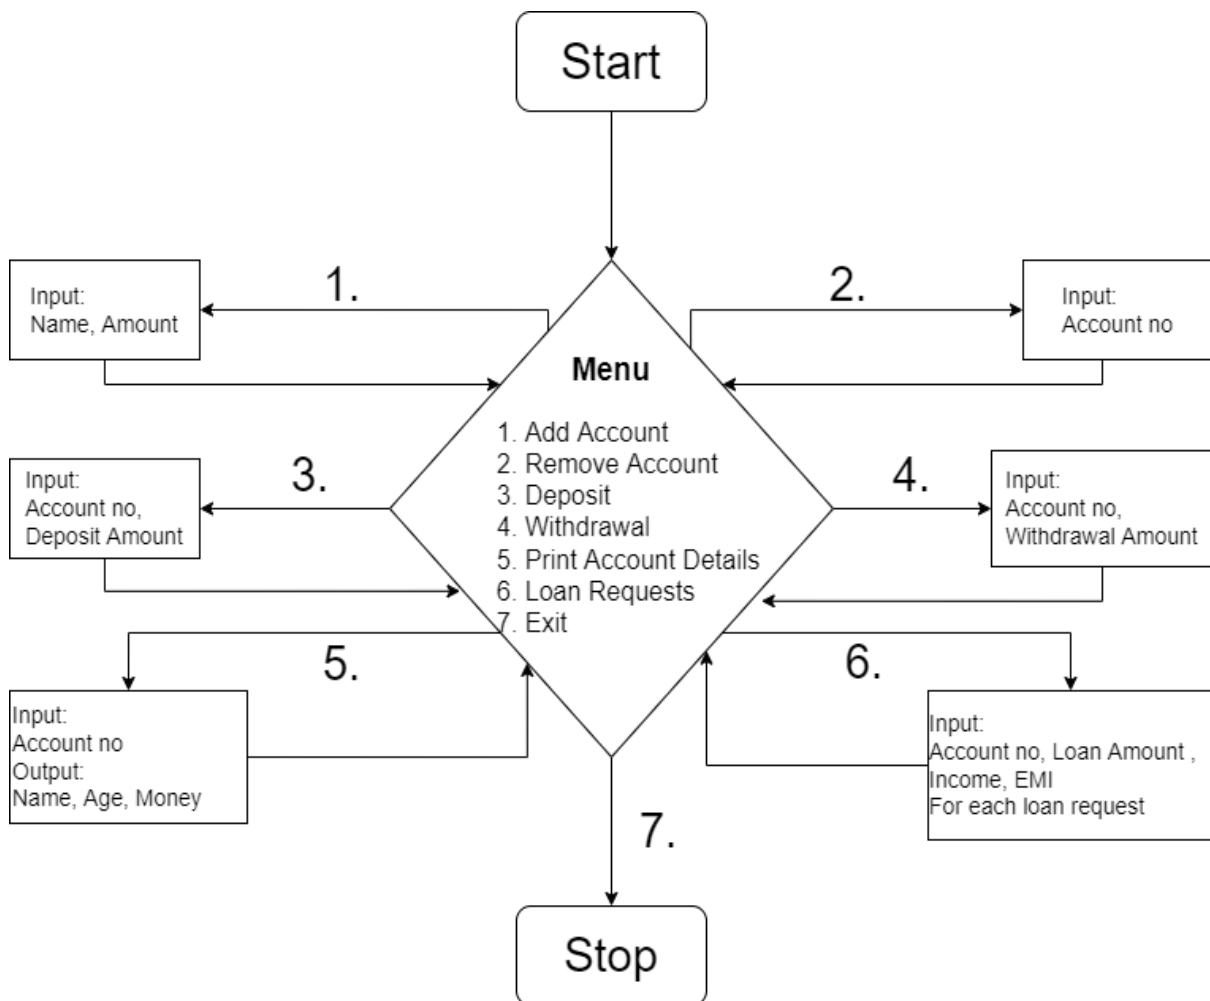 Start
1.
2.
Input:
Name, Amount
Input:
Account no
Menu
1. Add Account
2. Remove Account
3. Deposit
4. Withdrawal
5. Print Account Details
6. Loan Requests
7. Exit
3.
4.
Input:
Account no,
Deposit Amount
Input:
Account no,
Withdrawal Amount
5.
6.
Input:
Account no
Output:
Name, Age, Money
Input:
Account no, Loan Amount ,
Income, EMI
For each loan request
7.
Stop